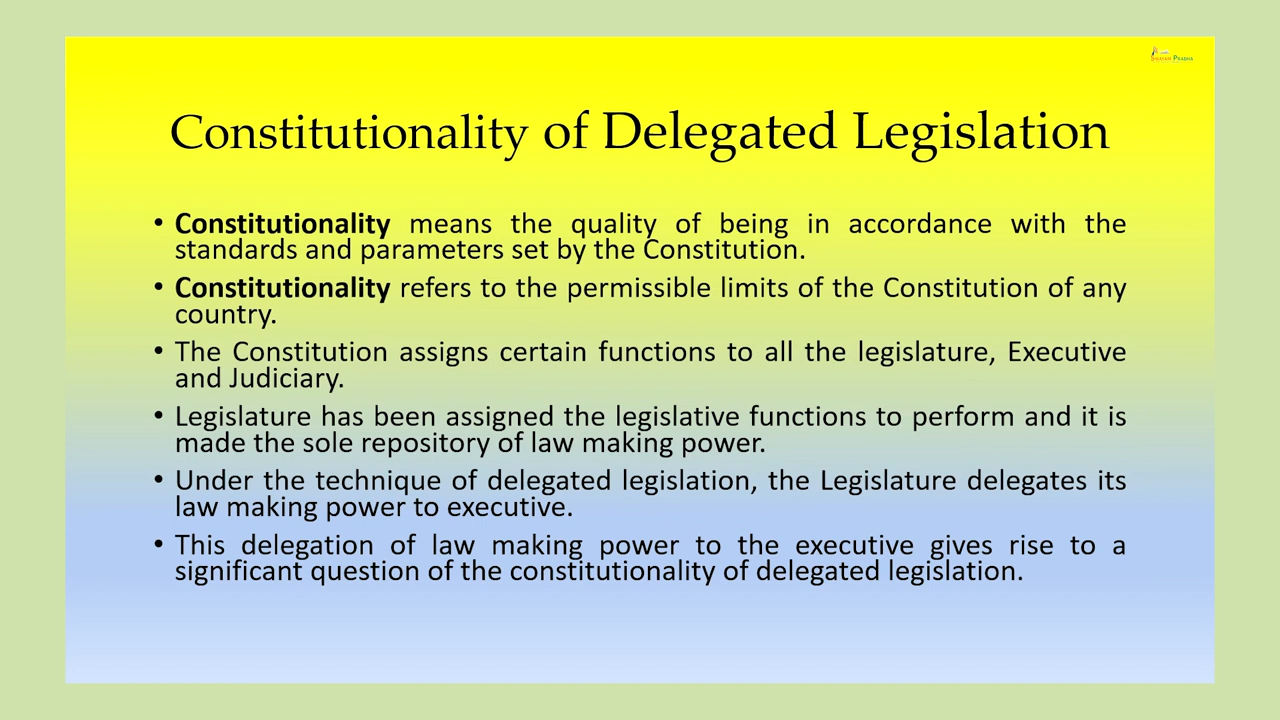 Swayam Prabha
Constitutionality of Delegated Legislation
• Constitutionality means the quality of being in accordance with the
standards and parameters set by the Constitution.
• Constitutionality refers to the permissible limits of the Constitution of any
country.
• The Constitution assigns certain functions to all the legislature, Executive
and Judiciary.
• Legislature has been assigned the legislative functions to perform and it is
made the sole repository of law making power.
• Under the technique of delegated legislation, the Legislature delegates its
law making power to executive.
• This delegation of law making power to the executive gives rise to a
significant question of the constitutionality of delegated legislation.